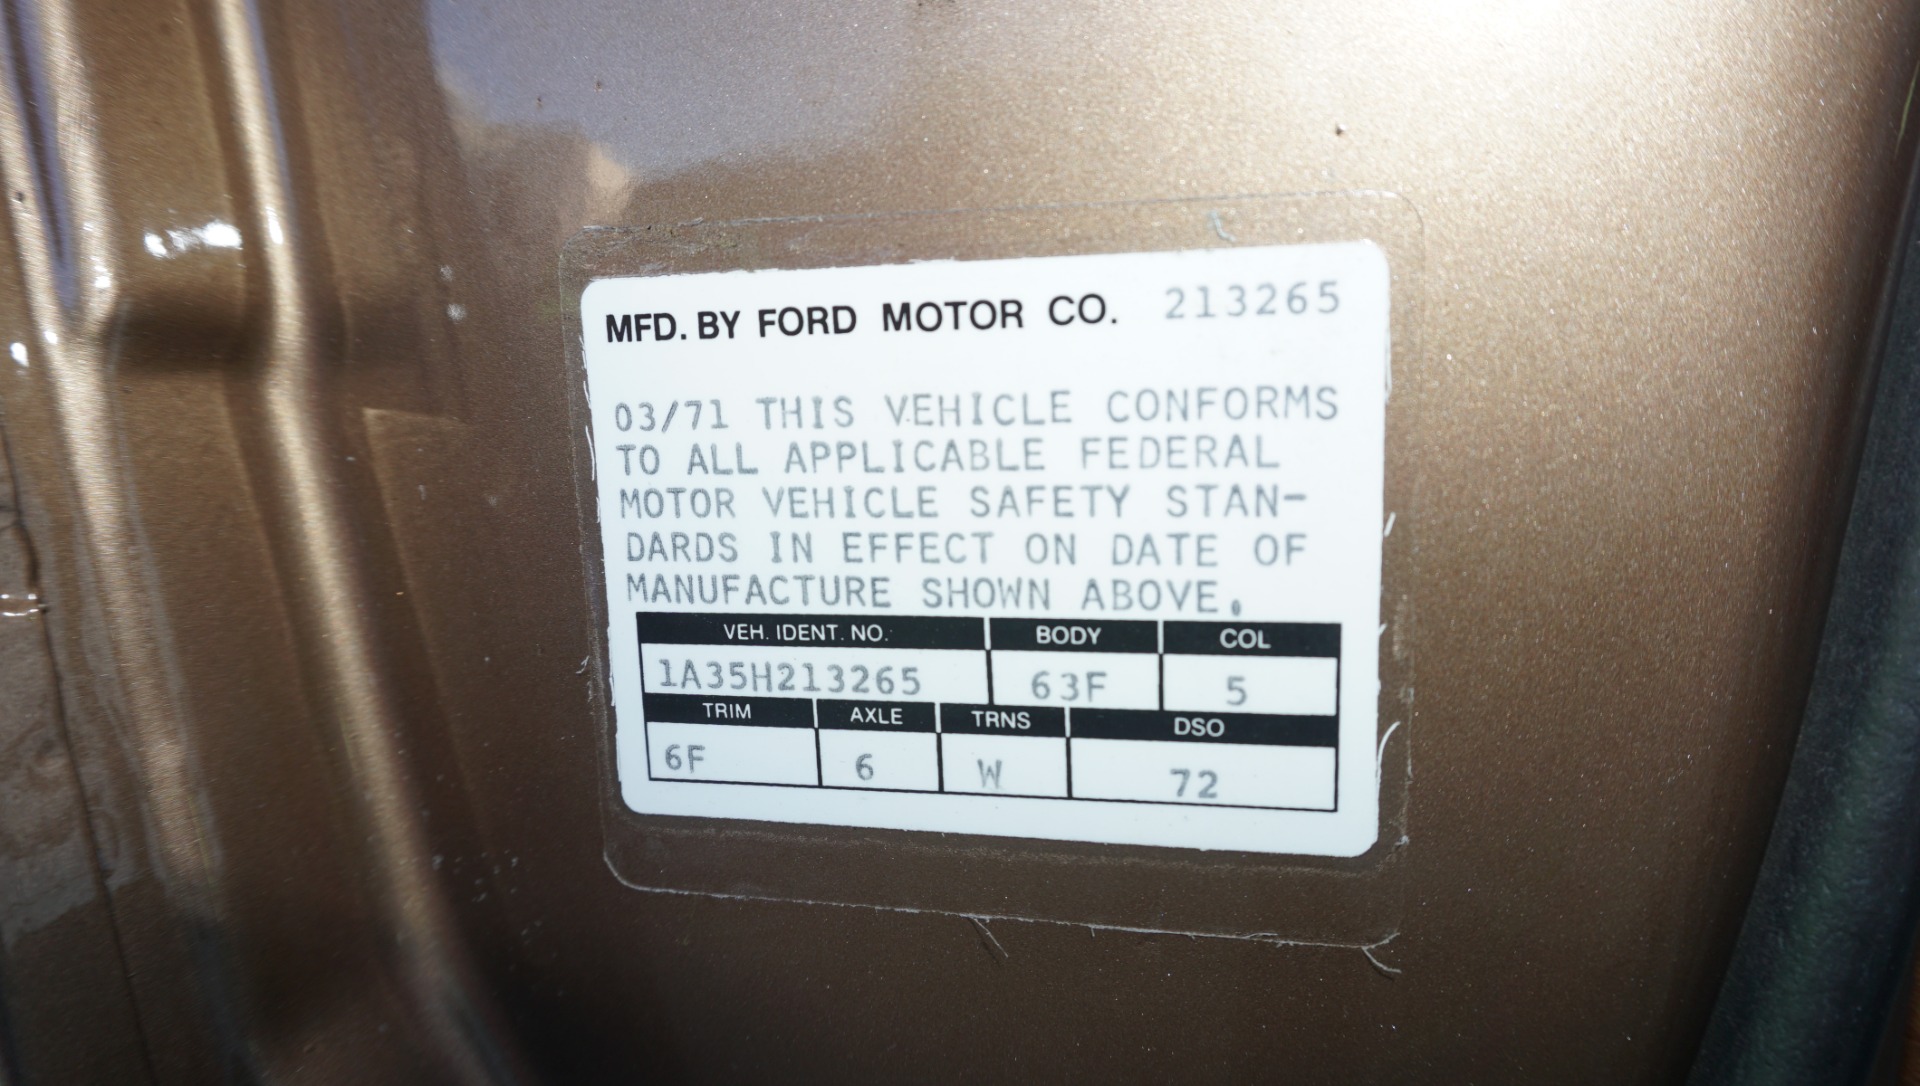 MFD. BY FORD MOTOR CO. 213265
03/71 THIS VEHICLE CONFORMS
TO ALL APPLICABLE FEDERAL
MOTOR VEHICLE SAFETY STAN-
DARDS IN EFFECT ON DATE OF
MANUFACTURE SHOWN ABOVE.
VEH. IDENT. NO. BODY COL
1A35H213265 63F 5
TRIM AXLE TRNS DSO
6F 6 W 72